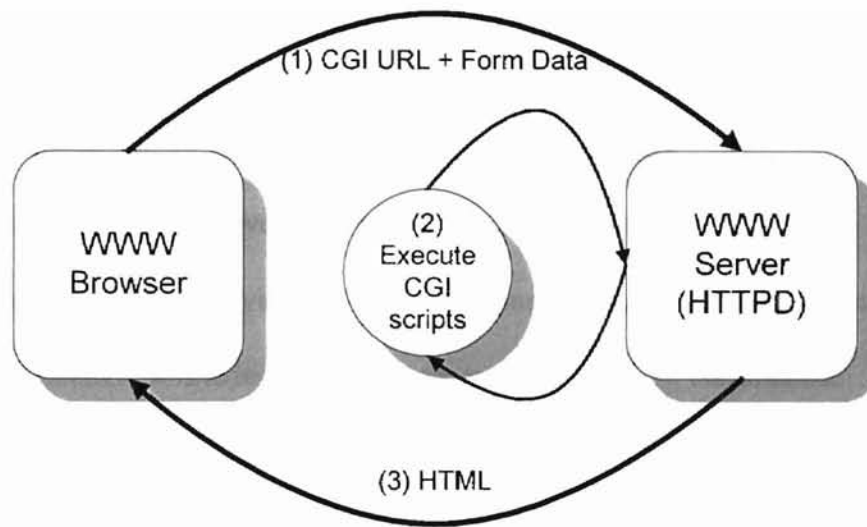 (1) CGI URL + Form Data
WWW
Browser
(2)
Execute
CGI
scripts
WWW
Server
(HTTPD)
(3) HTML